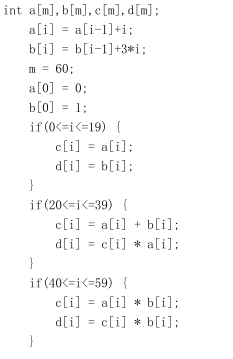 int a[m],b[m],c[m],d[m];
a[i] = a[i-1]+i;
b[i] = b[i-1]+3*i;
m = 60;
a[0] = 0;
b[0] = 1;
if(0<=i<=19) {
c[i] = a[i];
d[i] = b[i];
}
if(20<=i<=39) {
c[i] = a[i] + b[i];
d[i] = c[i] * a[i];
}
if(40<=i<=59) {
c[i] = a[i] * b[i];
d[i] = c[i] * b[i];
}